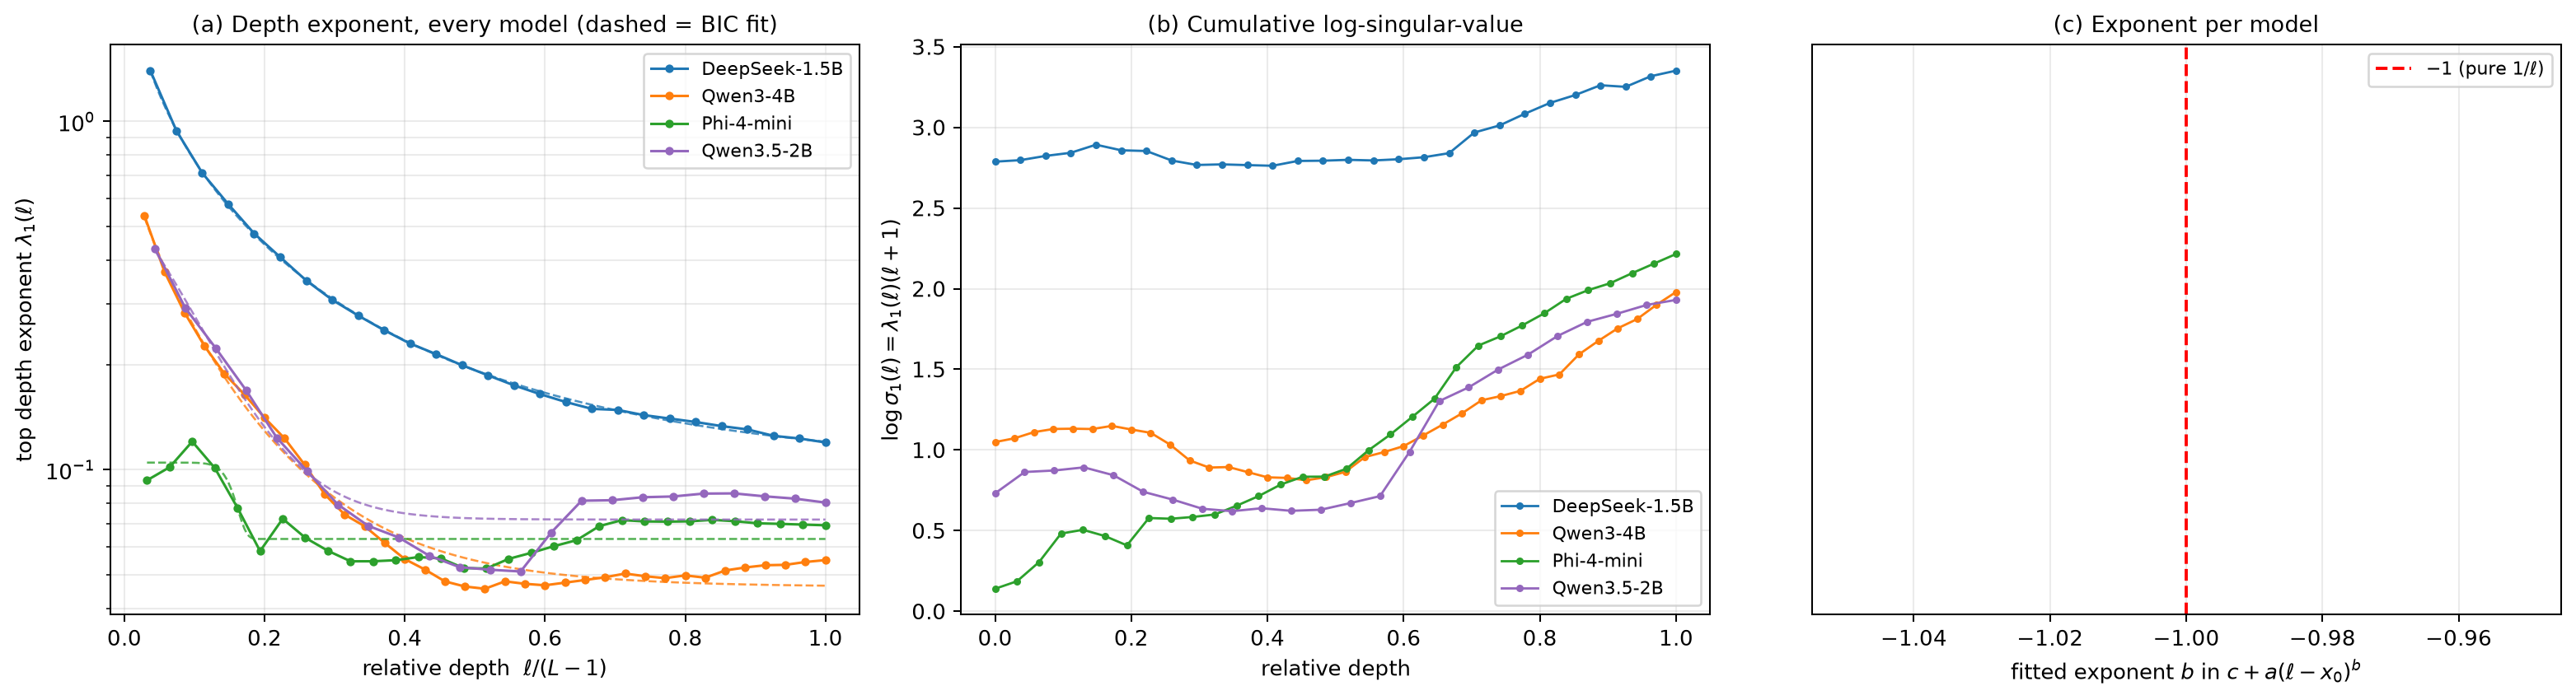 (a) Depth exponent, every model (dashed = BIC fit)
top depth exponent λ₁(ℓ)
10⁰
10⁻¹
DeepSeek-1.5B
Qwen3-4B
Phi-4-mini
Qwen3.5-2B
0.0 0.2 0.4 0.6 0.8 1.0
relative depth ℓ/(L − 1)
(b) Cumulative log-singular-value
log σ₁(ℓ) = λ₁(ℓ)(ℓ + 1)
3.5
3.0
2.5
2.0
1.5
1.0
0.5
0.0
DeepSeek-1.5B
Qwen3-4B
Phi-4-mini
Qwen3.5-2B
0.0 0.2 0.4 0.6 0.8 1.0
relative depth
(c) Exponent per model
−1 (pure 1/ℓ)
−1.04 −1.02 −1.00 −0.98 −0.96
fitted exponent b in c + a(ℓ − x₀)ᵇ